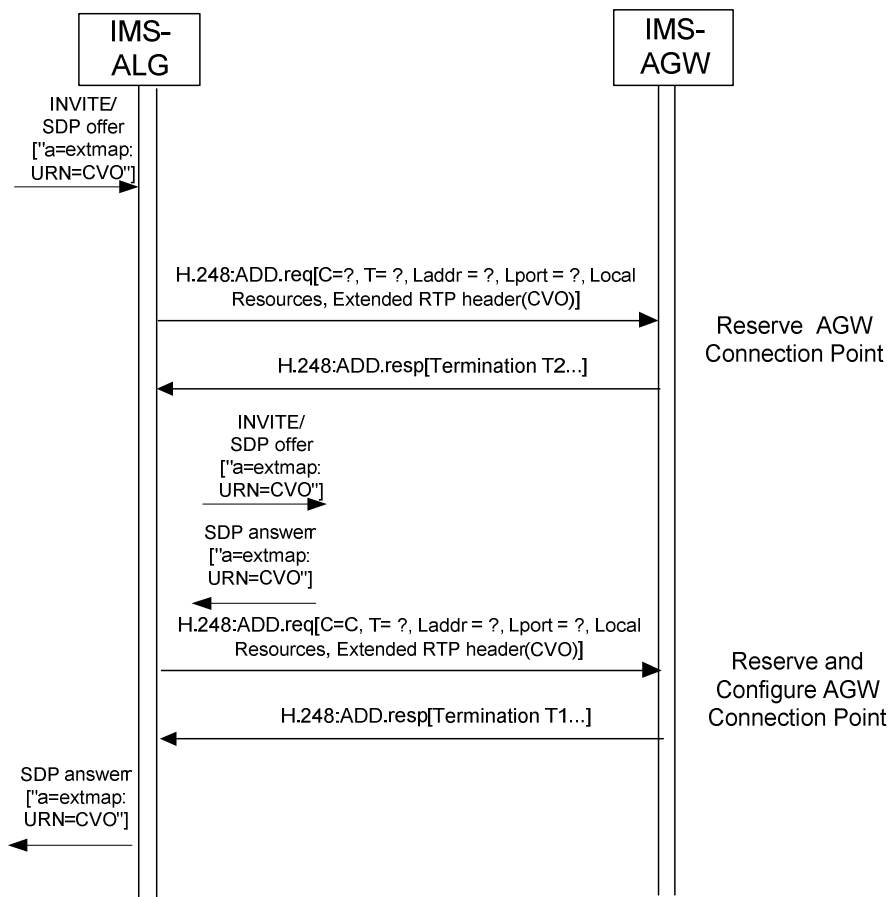 IMS-
ALG
IMS-
AGW
INVITE/
SDP offer
["a=extmap:
URN=CVO"]
H.248:ADD.req[C=?, T= ?, Laddr = ?, Lport = ?, Local
Resources, Extended RTP header(CVO)]
Reserve AGW
Connection Point
H.248:ADD.resp[Termination T2...]
INVITE/
SDP offer
["a=extmap:
URN=CVO"]
SDP answerr
["a=extmap:
URN=CVO"]
H.248:ADD.req[C=C, T= ?, Laddr = ?, Lport = ?, Local
Resources, Extended RTP header(CVO)]
Reserve and
Configure AGW
Connection Point
H.248:ADD.resp[Termination T1...]
SDP answerr
["a=extmap:
URN=CVO"]